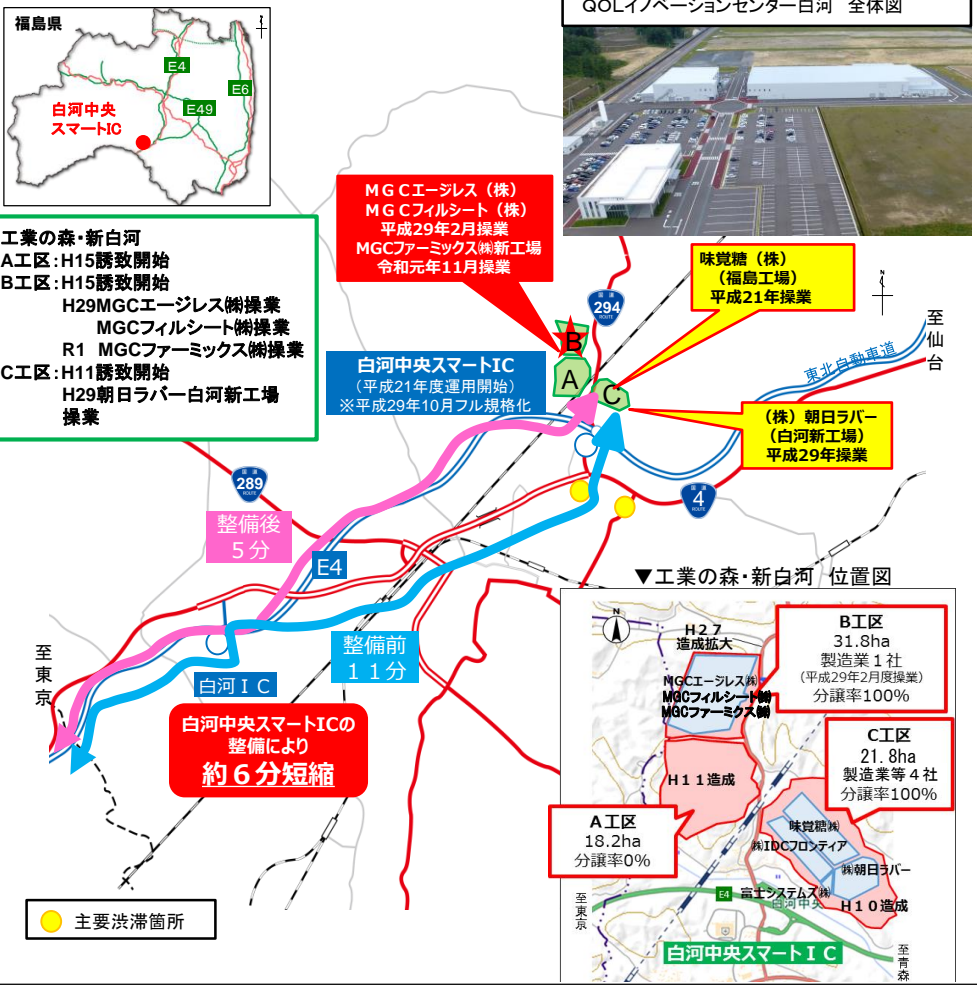 福島県
E4
E6
E49
白河中央
スマートIC
QOLイノベーションセンター白河 全体図
工業の森・新白河
A工区:H15誘致開始
B工区:H15誘致開始
H29MGCエージレス㈱操業
MGCフィルシート㈱操業
R1 MGCファーミックス㈱操業
C工区:H11誘致開始
H29朝日ラバー白河新工場
操業
MGCエージレス(株)
MGCフィルシート(株)
平成29年2月操業
MGCファーミックス㈱新工場
令和元年11月操業
味覚糖(株)
(福島工場)
平成21年操業
国道
294
ROUTE
至仙台
東北自動車道
B
A
C
白河中央スマートIC
(平成21年度運用開始)
※平成29年10月フル規格化
(株)朝日ラバー
(白河新工場)
平成29年操業
国道
289
ROUTE
国道
4
ROUTE
整備後
5分
E4
整備前
11分
至東京
白河IC
白河中央スマートICの
整備により
約6分短縮
主要渋滞箇所
▼工業の森・新白河 位置図
N
H27
造成拡大
B工区
31.8ha
製造業1社
(平成29年2月度操業)
分譲率100%
MGCエージレス㈱
MGCフィルシート㈱
MGCファーミクス㈱
C工区
21.8ha
製造業等4社
分譲率100%
H11造成
A工区
18.2ha
分譲率0%
味覚糖㈱
㈱IDCフロンティア
㈱朝日ラバー
E4
富士システムズ㈱
白河中央
H10造成
至東京
白河中央スマートIC
至青森